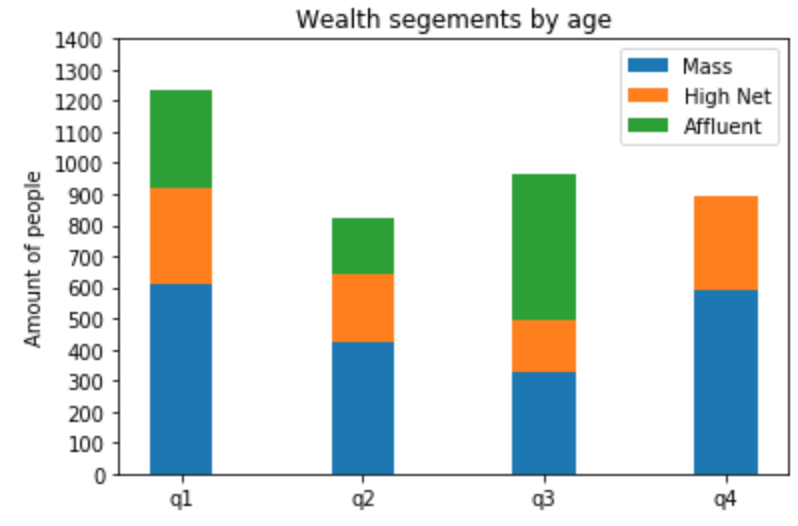 Wealth segements by age
1400
1300
1200
1100
1000
900
800
700
600
500
400
300
200
100
0
Amount of people
Mass
High Net
Affluent
q1 q2 q3 q4